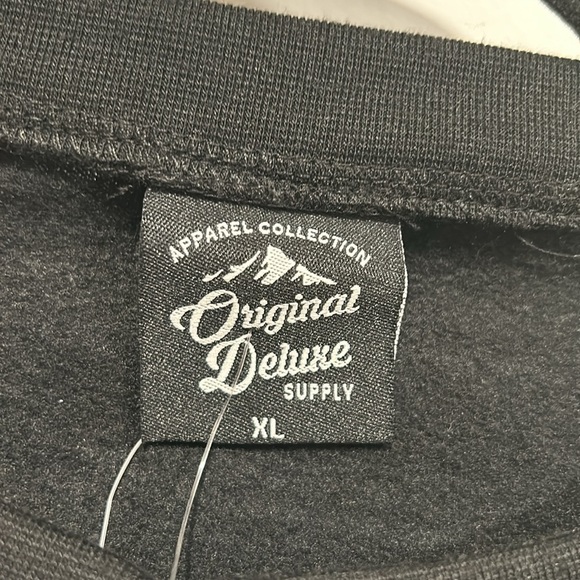 APPAREL COLLECTION
Original
Deluxe
SUPPLY
XL